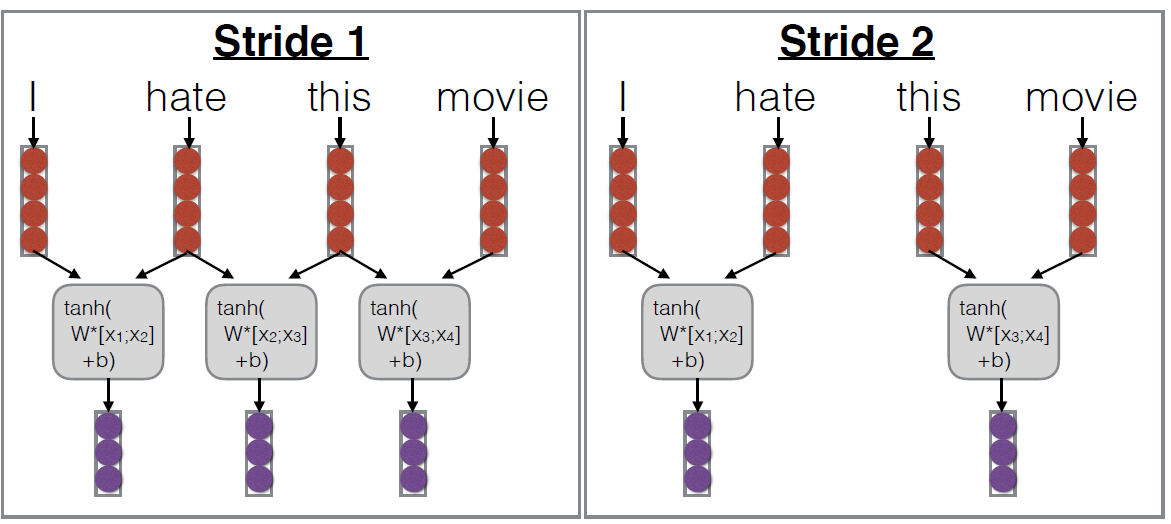 Stride 1
I hate this movie
tanh(
W*[x₁;x₂]
+b)
tanh(
W*[x₂;x₃]
+b)
tanh(
W*[x₃;x₄]
+b)
Stride 2
I hate this movie
tanh(
W*[x₁;x₂]
+b)
tanh(
W*[x₃;x₄]
+b)